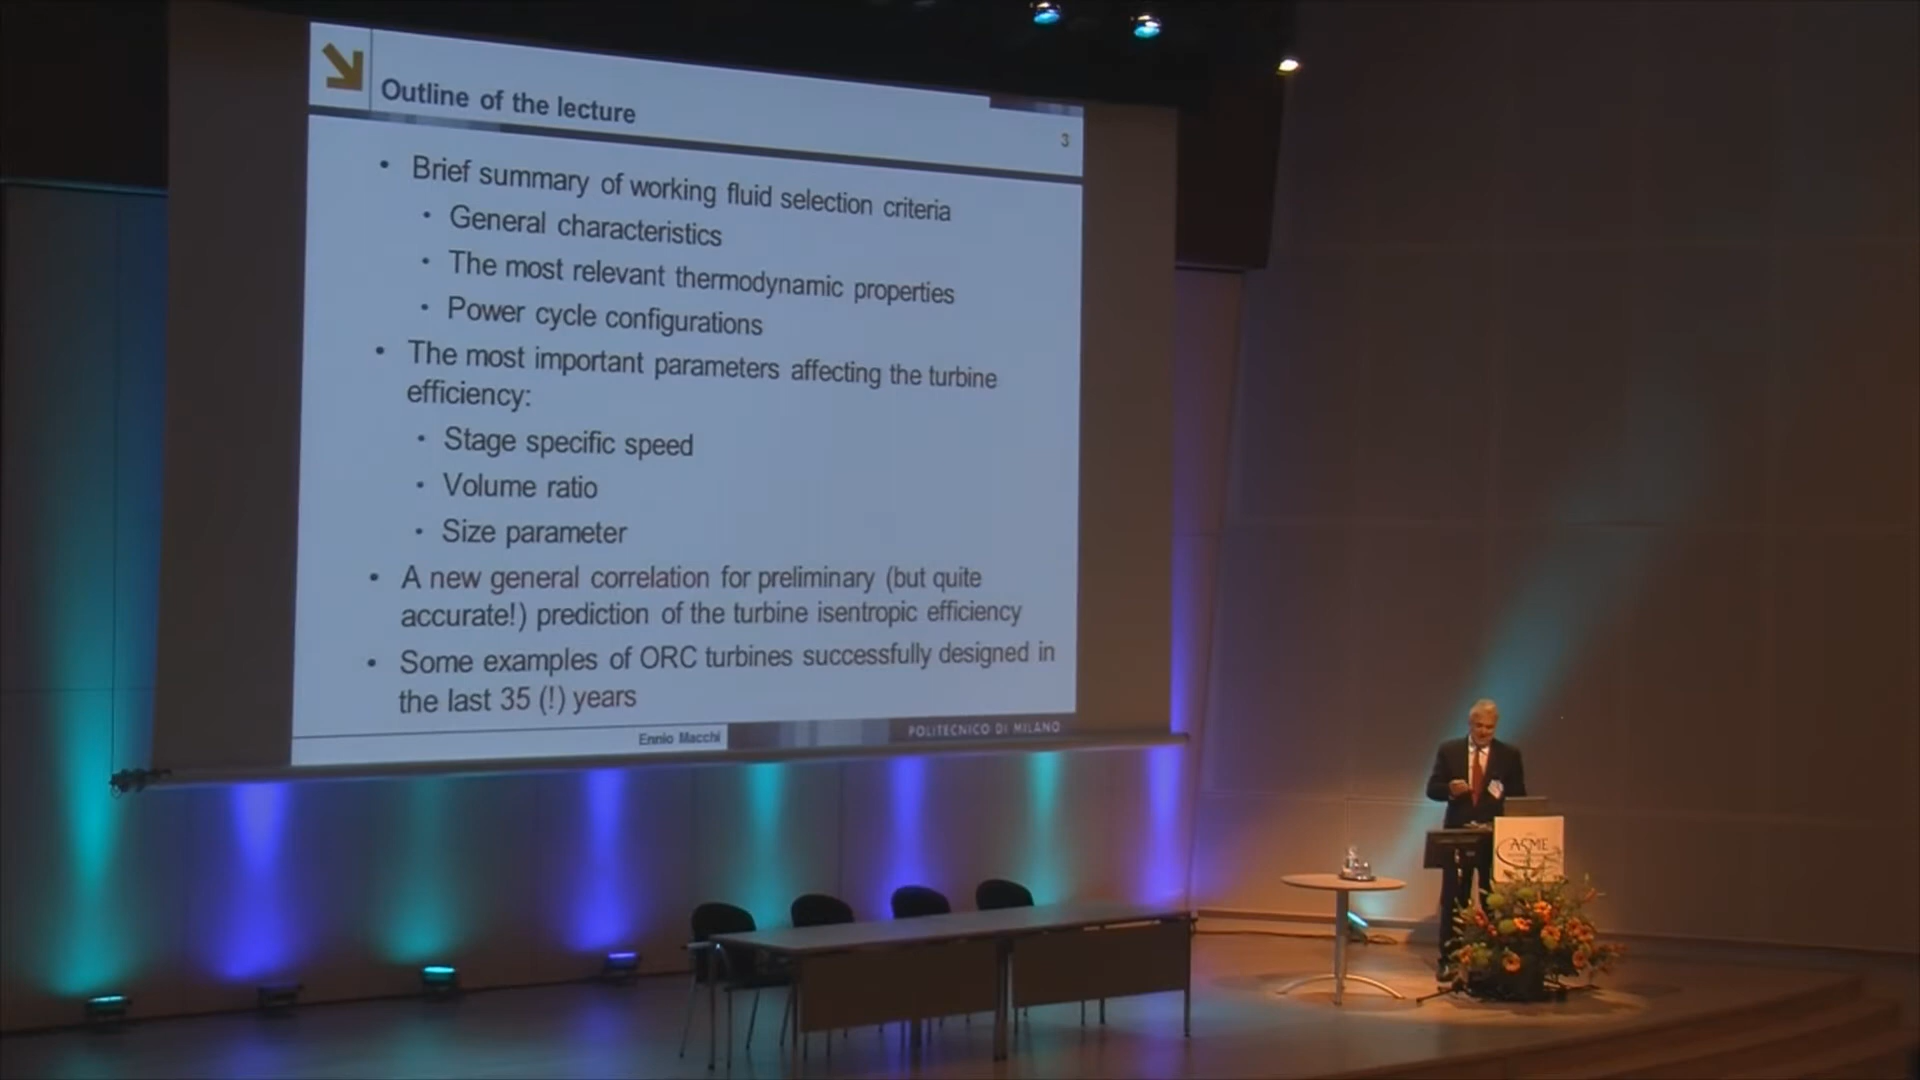 Outline of the lecture
3
• Brief summary of working fluid selection criteria
• General characteristics
• The most relevant thermodynamic properties
• Power cycle configurations
• The most important parameters affecting the turbine
efficiency:
• Stage specific speed
• Volume ratio
• Size parameter
• A new general correlation for preliminary (but quite
accurate!) prediction of the turbine isentropic efficiency
• Some examples of ORC turbines successfully designed in
the last 35 (!) years
Ennio Macchi
POLITECNICO DI MILANO
ASME